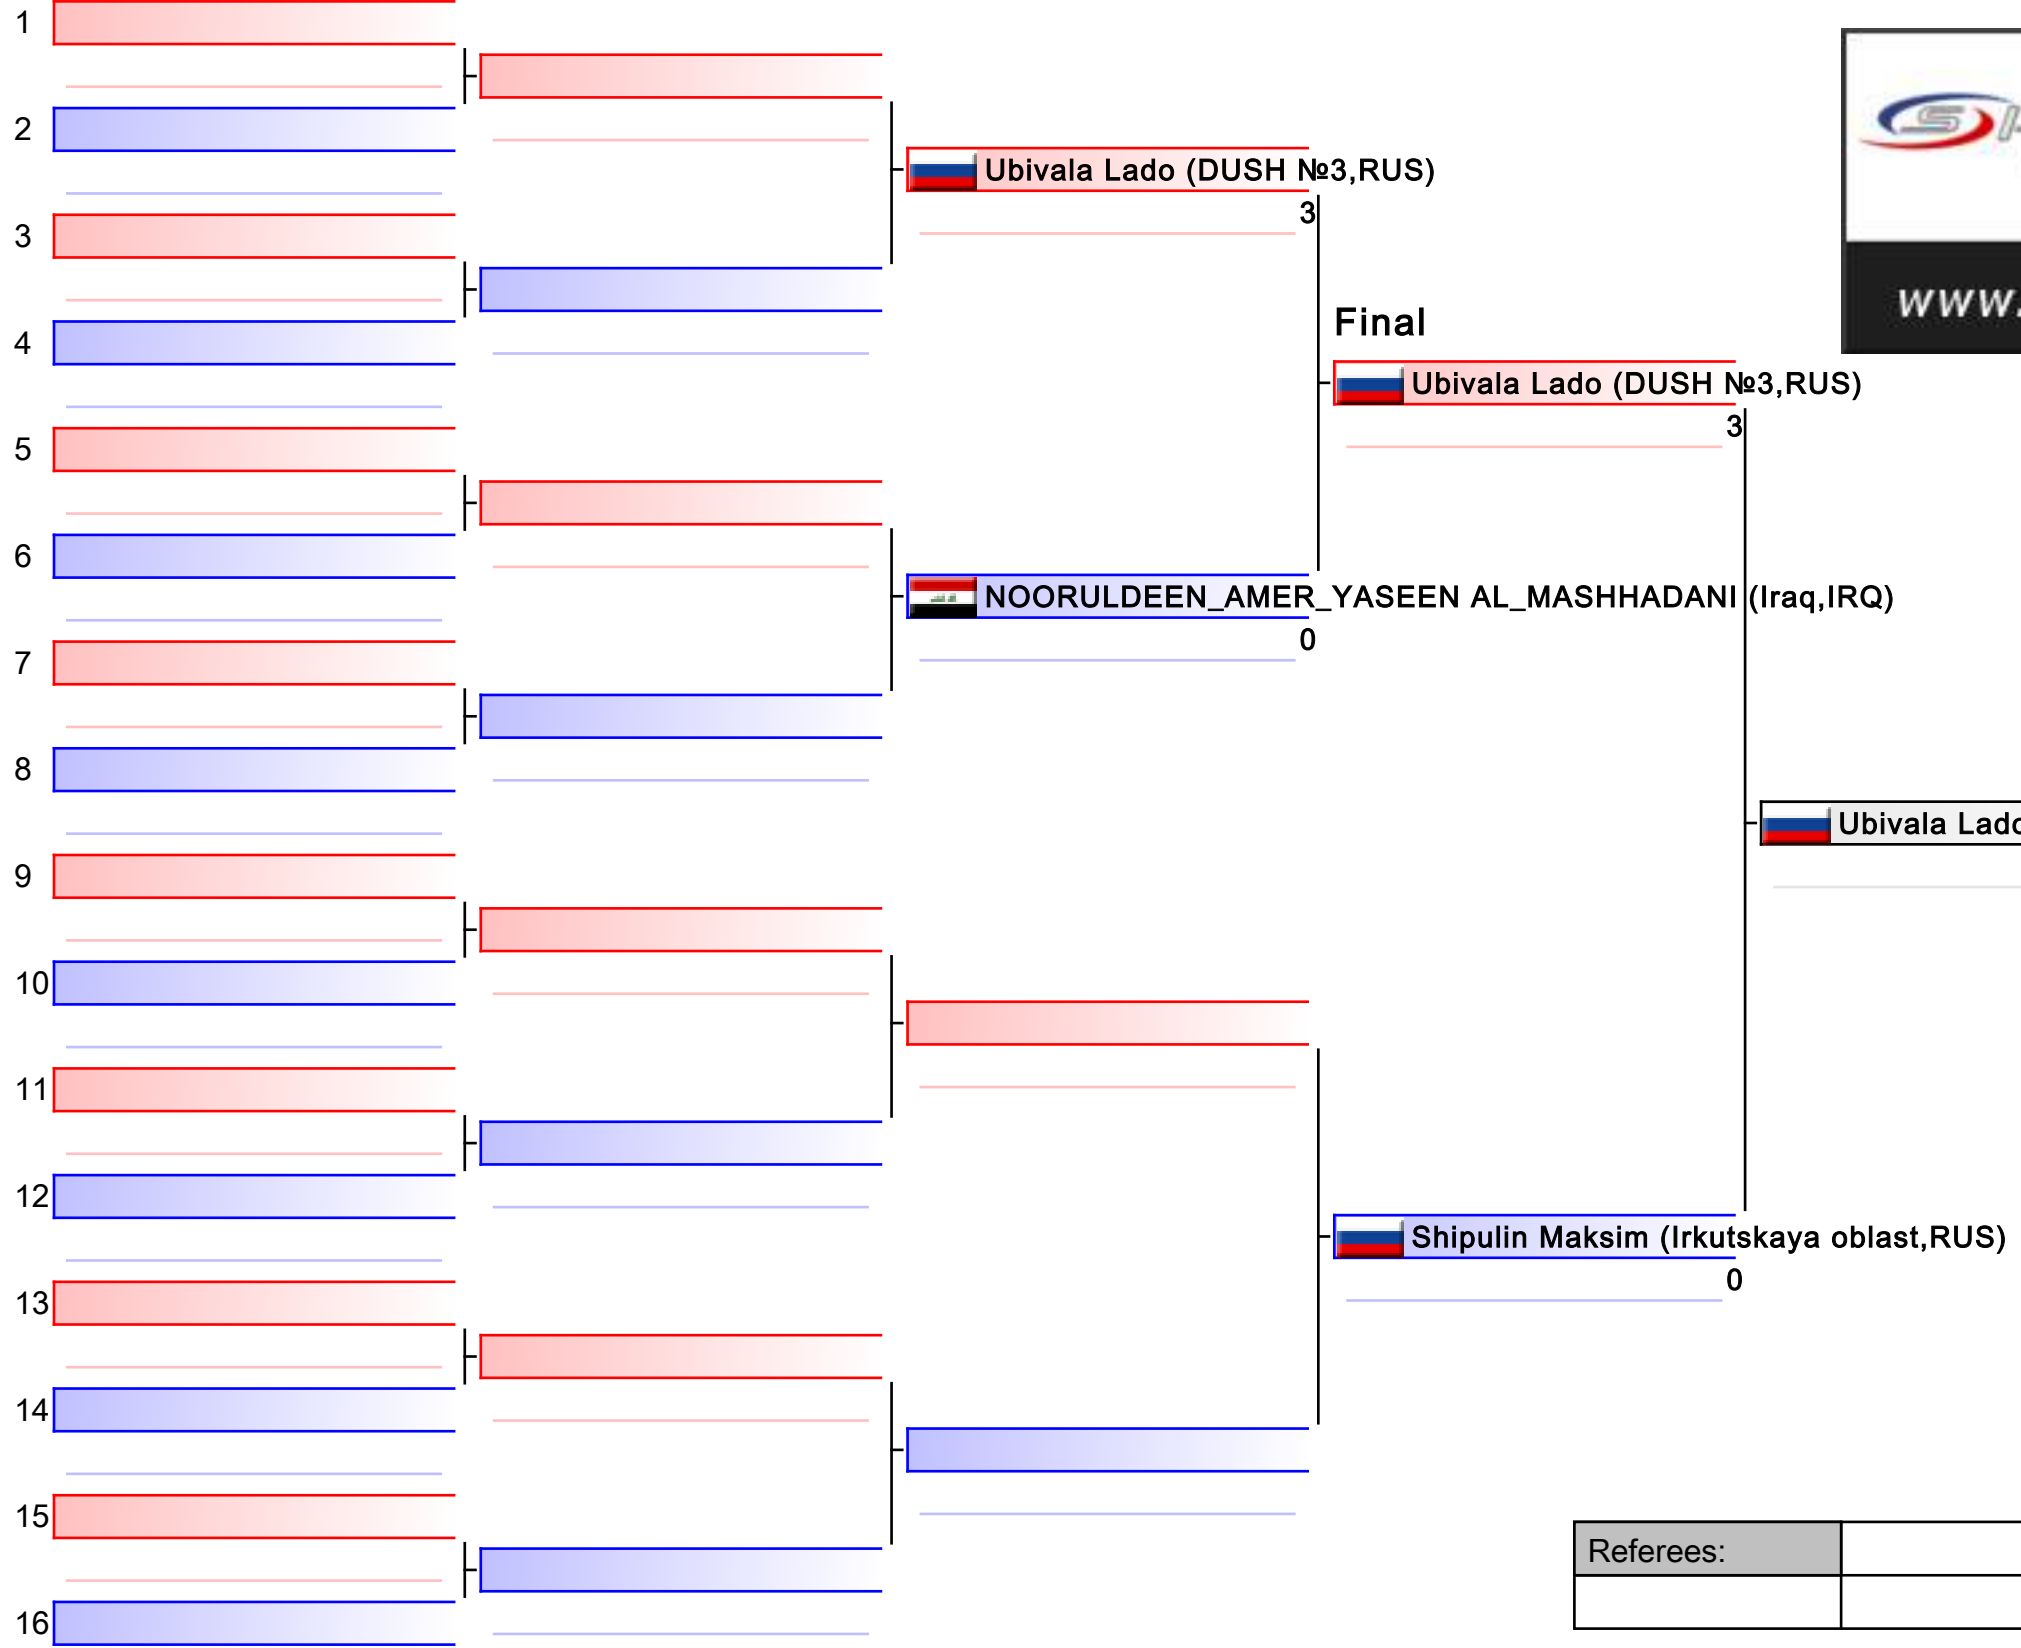 1
2
Ubivala Lado (DUSH №3,RUS)
3
3
Final
4
Ubivala Lado (DUSH №3,RUS)
3
5
6
NOORULDEEN_AMER_YASEEN AL_MASHHADANI (Iraq,IRQ)
0
7
8
Ubivala Lado
9
10
11
12
Shipulin Maksim (Irkutskaya oblast,RUS)
0
13
14
15
Referees:
16
www.